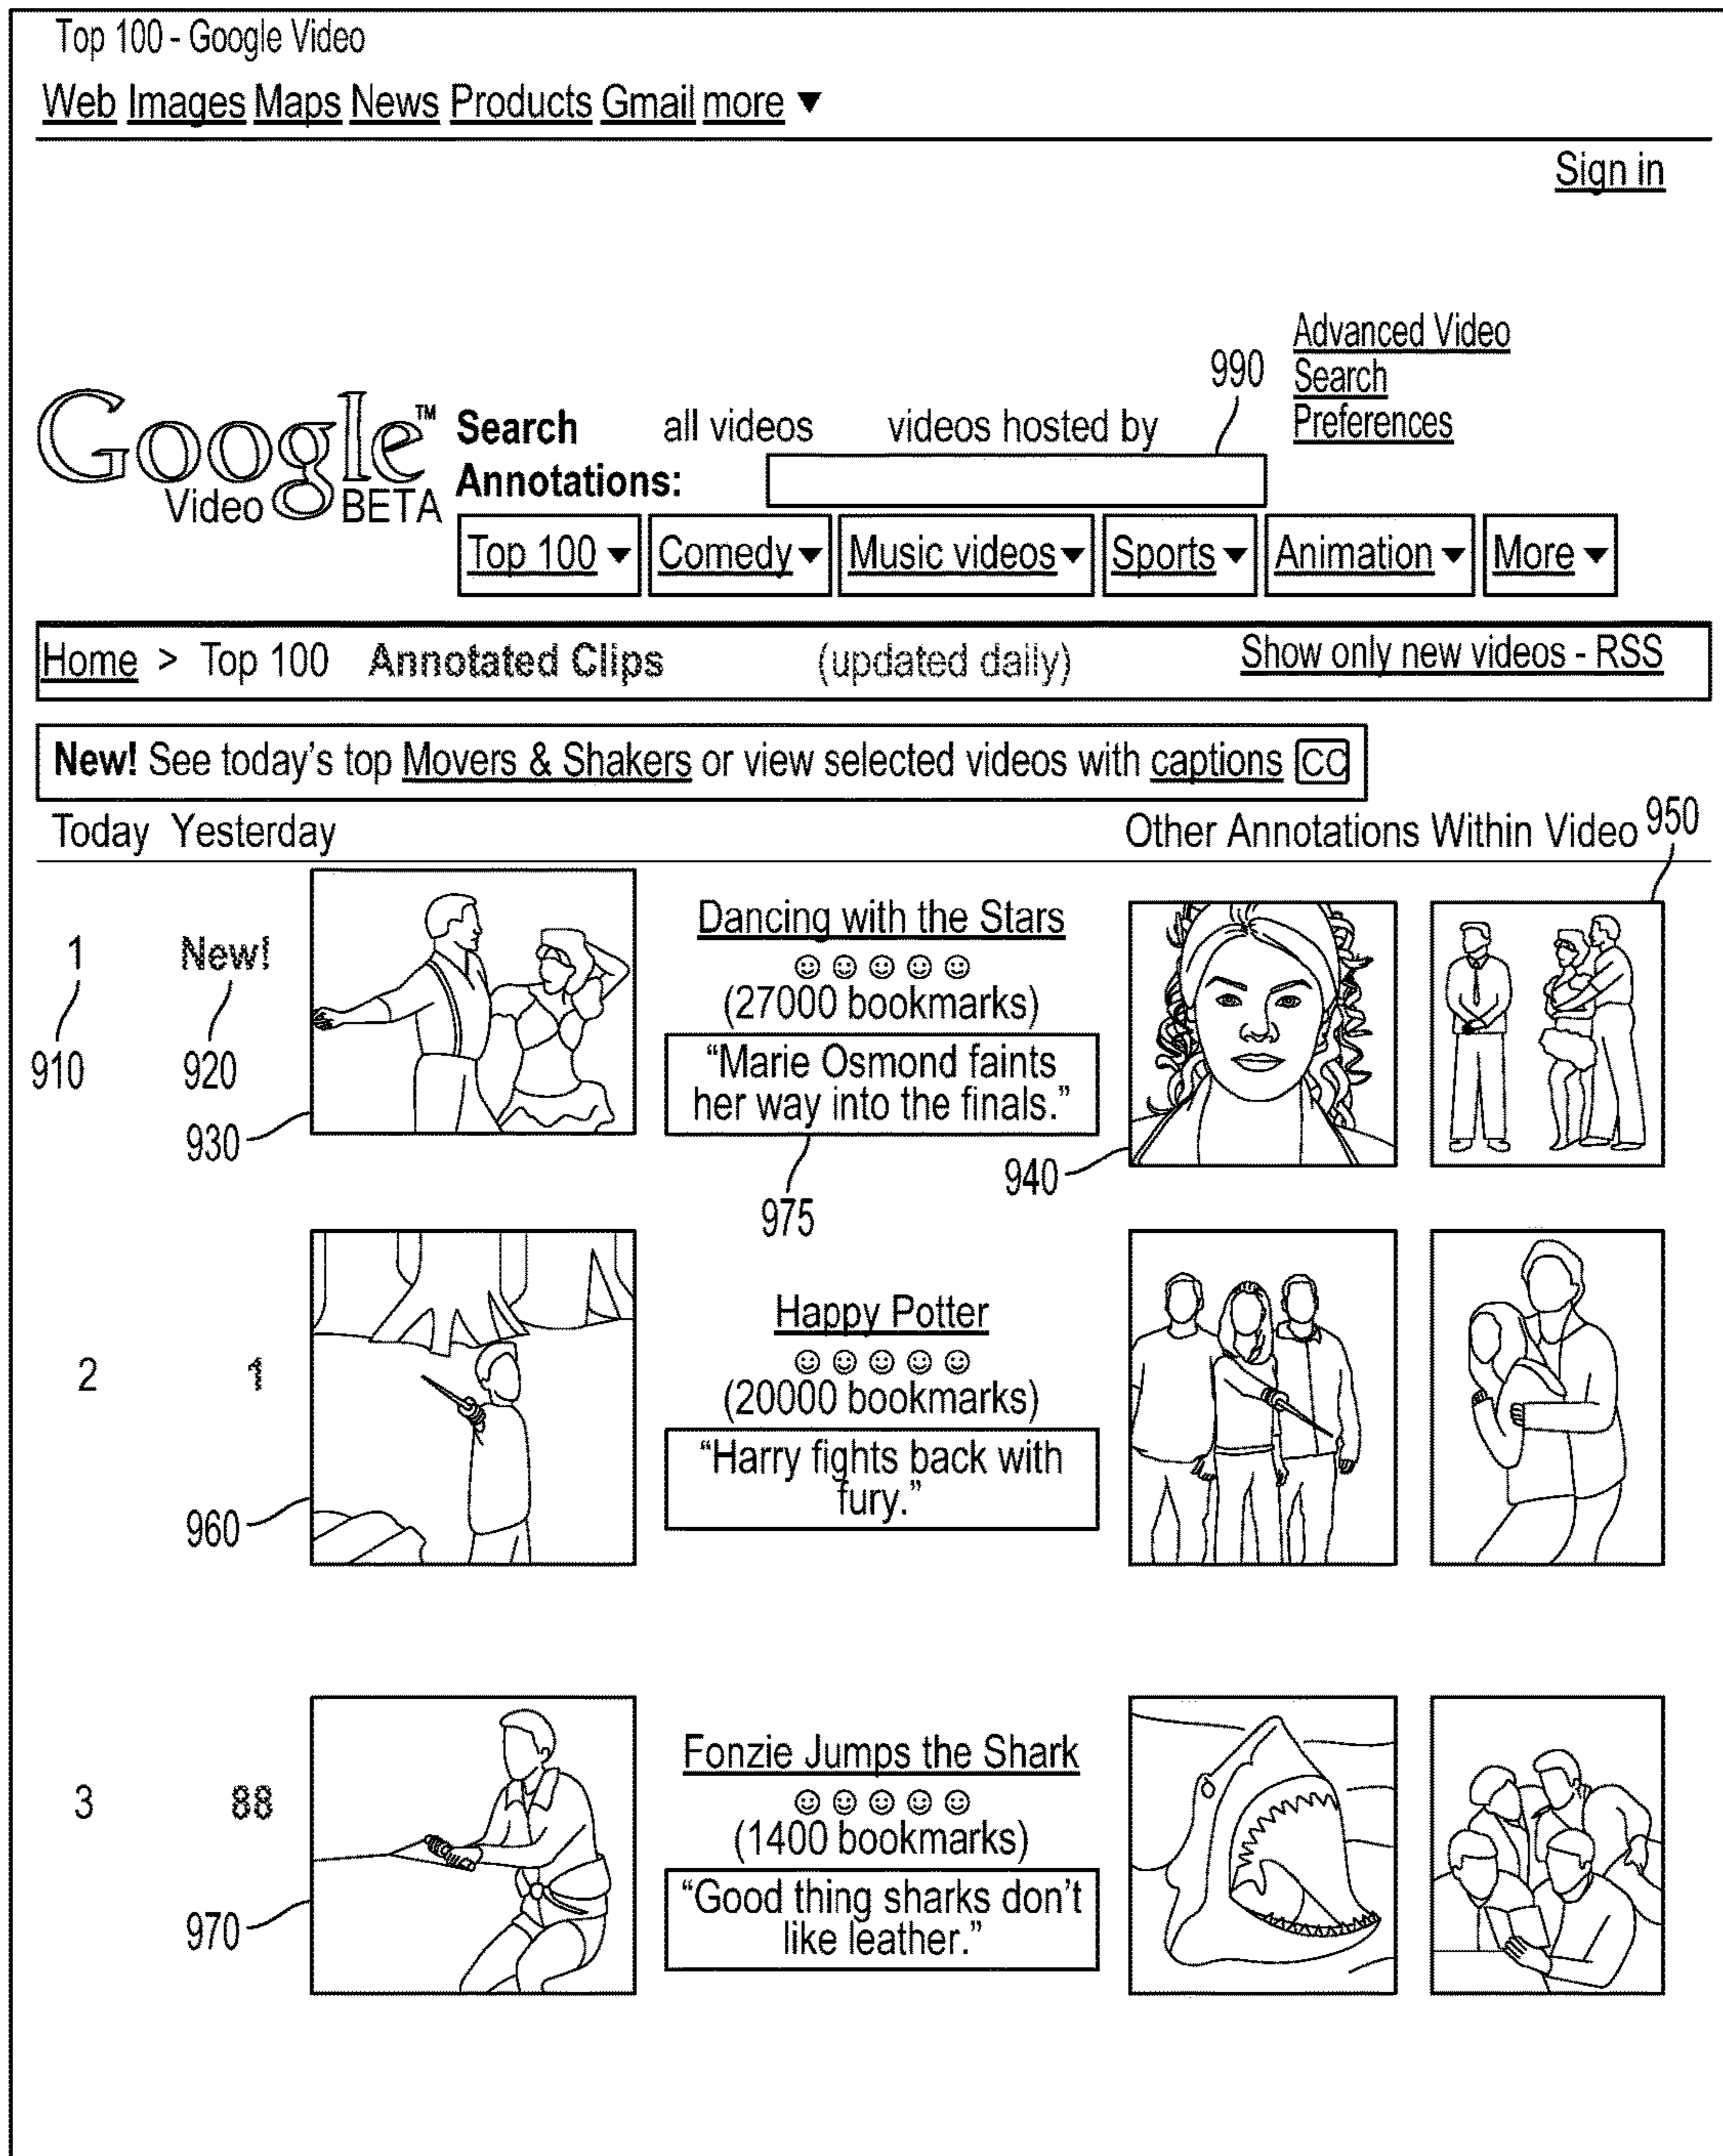 Top 100 - Google Video
Web Images Maps News Products Gmail more ▼
Sign in
Advanced Video
Search
Preferences
990
Google™
Video BETA
Search all videos videos hosted by
Annotations:
Top 100 ▼ Comedy ▼ Music videos ▼ Sports ▼ Animation ▼ More ▼
Home > Top 100 Annotated Clips (updated daily) Show only new videos - RSS
New! See today's top Movers & Shakers or view selected videos with captions CC
Today Yesterday Other Annotations Within Video 950
1 New!
910 920
930
Dancing with the Stars
☺ ☺ ☺ ☺ ☺
(27000 bookmarks)
“Marie Osmond faints
her way into the finals.”
975
940
2 1
960
Happy Potter
☺ ☺ ☺ ☺ ☺
(20000 bookmarks)
“Harry fights back with
fury.”
3 88
970
Fonzie Jumps the Shark
☺ ☺ ☺ ☺ ☺
(1400 bookmarks)
“Good thing sharks don't
like leather.”